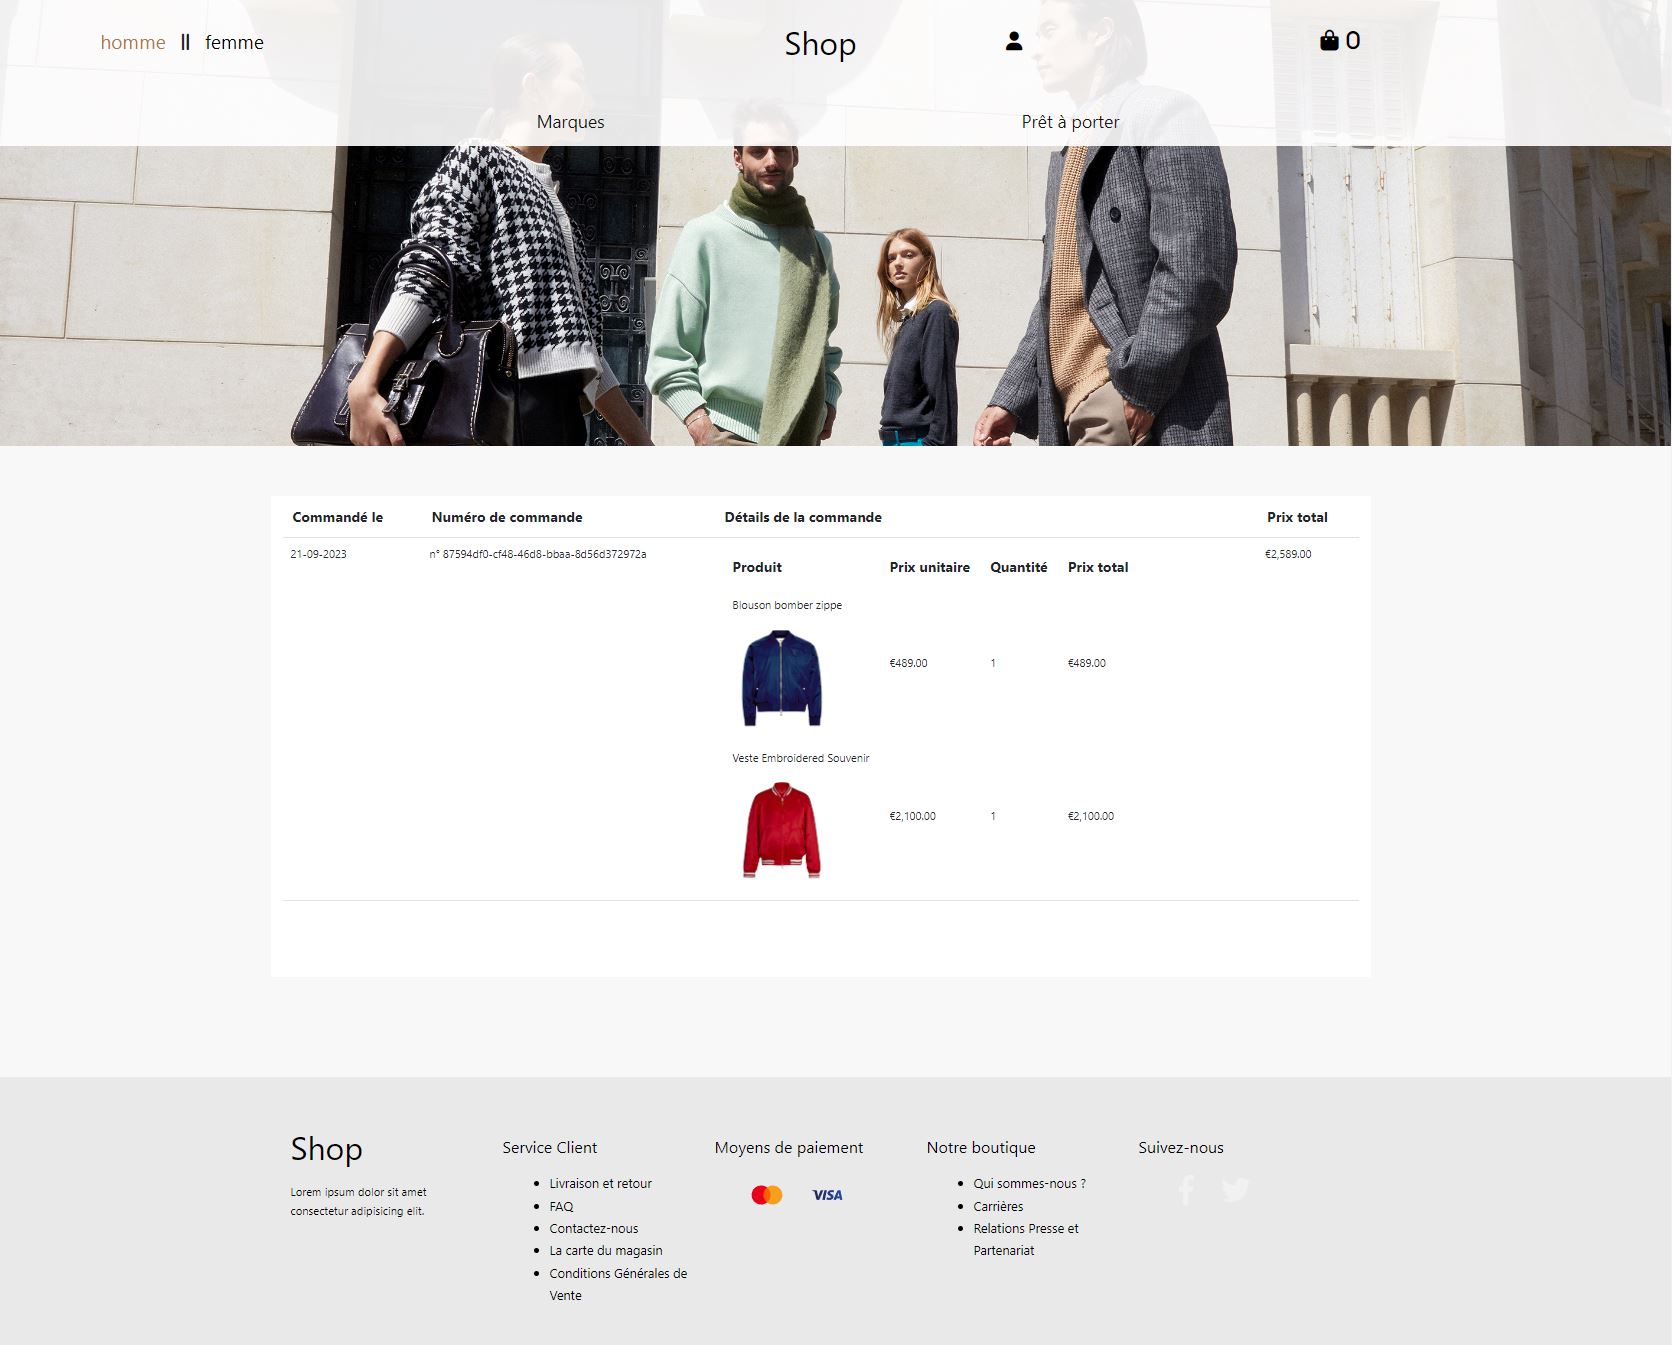 homme || femme
Shop
0
Marques
Prêt à porter
Commandé le
Numéro de commande
Détails de la commande
Prix total
21-09-2023
n° 87594df0-cf48-46d8-bbaa-8d56d372972a
€2,589.00
Produit
Prix unitaire
Quantité
Prix total
Blouson bomber zippe
€489.00
1
€489.00
Veste Embroidered Souvenir
€2,100.00
1
€2,100.00
Shop
Lorem ipsum dolor sit amet
consectetur adipisicing elit.
Service Client
Livraison et retour
FAQ
Contactez-nous
La carte du magasin
Conditions Générales de
Vente
Moyens de paiement
VISA
Notre boutique
Qui sommes-nous ?
Carrières
Relations Presse et
Partenariat
Suivez-nous